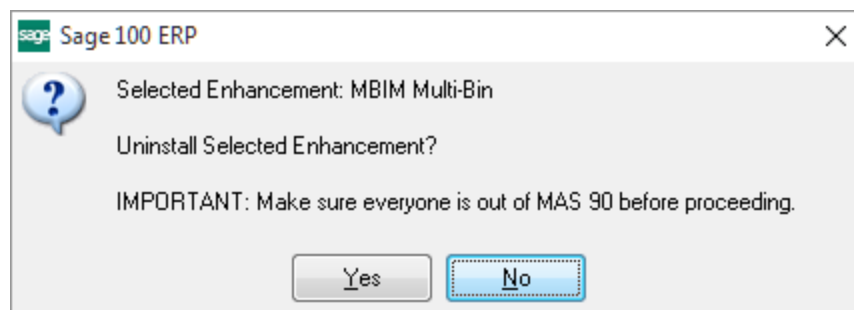 sage Sage 100 ERP
Selected Enhancement: MBIM Multi-Bin
Uninstall Selected Enhancement?
IMPORTANT: Make sure everyone is out of MAS 90 before proceeding.
Yes No